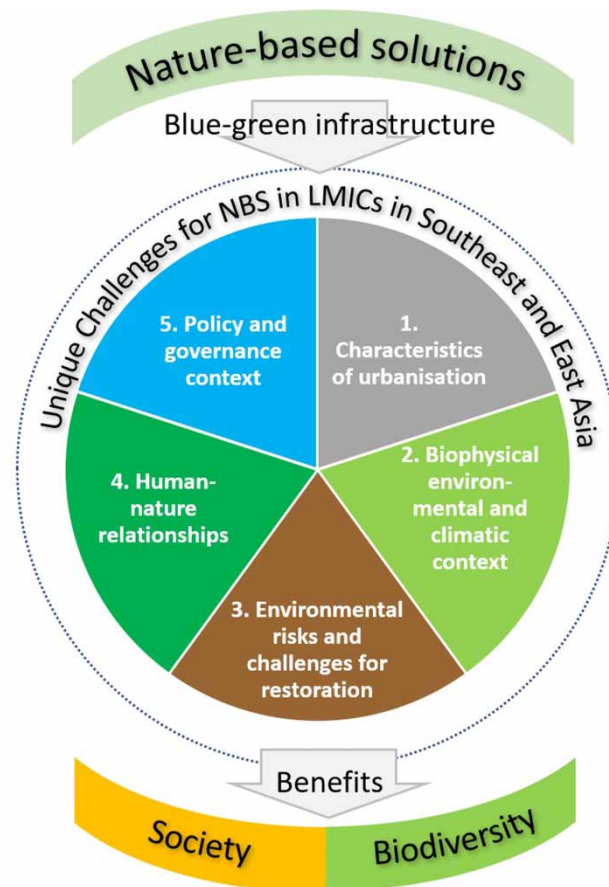 Nature-based solutions
Blue-green infrastructure
Unique Challenges for NBS in LMICs in Southeast and East Asia
5. Policy and
governance
context
1.
Characteristics
of urbanisation
2. Biophysical
environ-
mental and
climatic
context
4. Human-
nature
relationships
3. Environmental
risks and
challenges for
restoration
Benefits
Society
Biodiversity